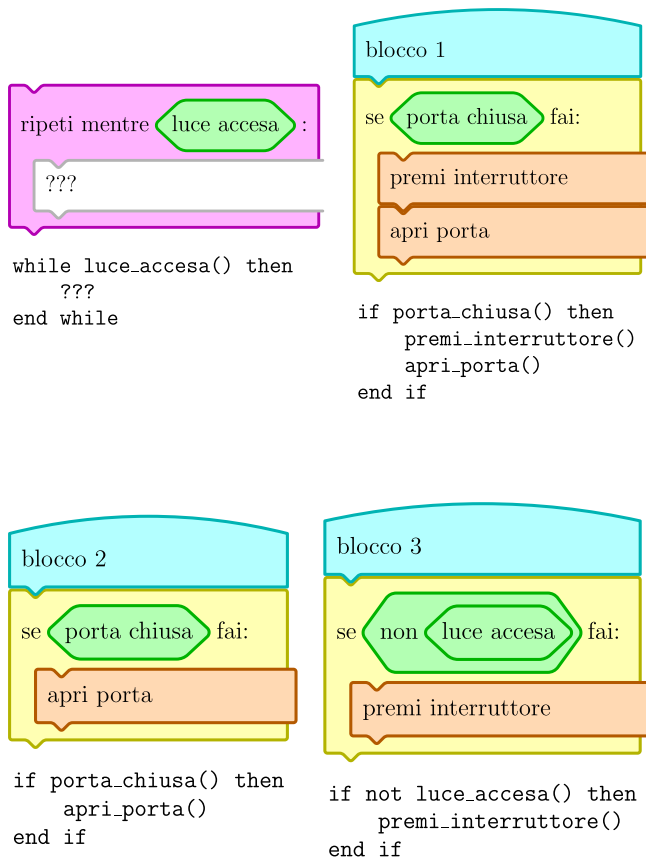 ripeti mentre luce accesa :
???
while luce_accesa() then
???
end while
blocco 1
se porta chiusa fai:
premi interruttore
apri porta
if porta_chiusa() then
premi_interruttore()
apri_porta()
end if
blocco 2
se porta chiusa fai:
apri porta
if porta_chiusa() then
apri_porta()
end if
blocco 3
se non luce accesa fai:
premi interruttore
if not luce_accesa() then
premi_interruttore()
end if